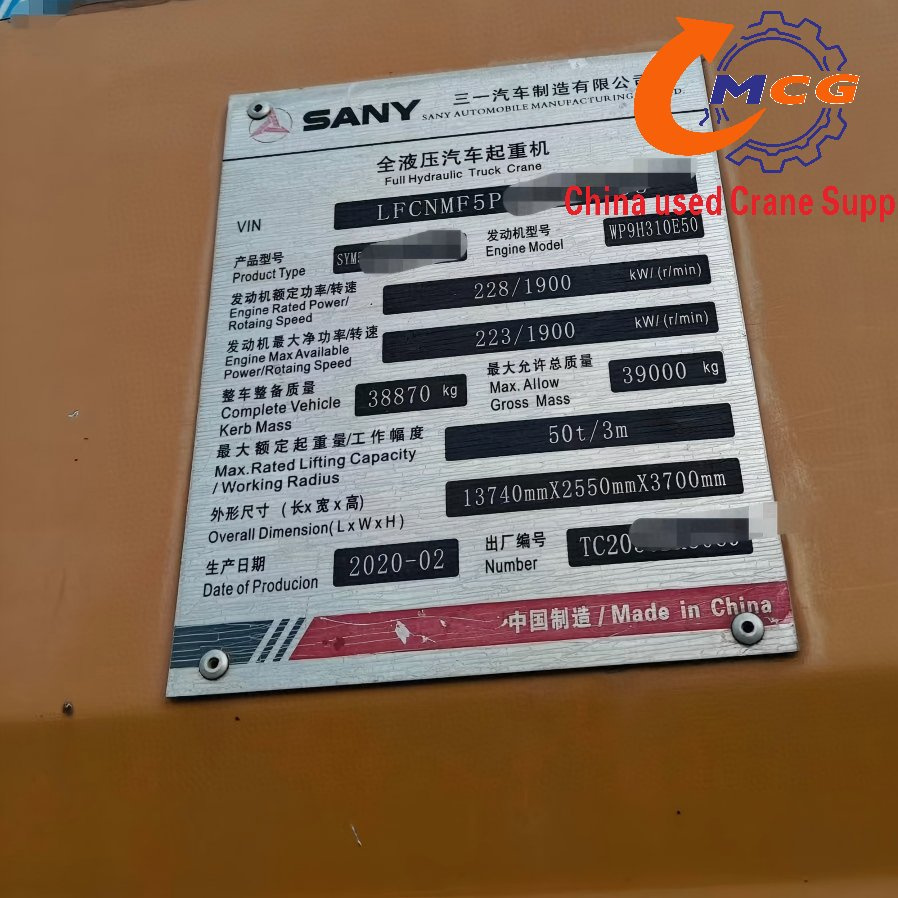 MCG
China used Crane Supp
SANY 三一汽车制造有限公司
SANY AUTOMOBILE MANUFACTURING
全液压汽车起重机
Full Hydraulic Truck Crane
VIN LFCNMF5P
产品型号 SYM 发动机型号 WP9H310E50
Product Type Engine Model
发动机额定功率/转速 228/1900 kW/(r/min)
Engine Rated Power/
Rotaing Speed
发动机最大净功率/转速 223/1900 kW/(r/min)
Engine Max Available
Power/Rotaing Speed
整车整备质量 38870 kg 最大允许总质量 39000 kg
Complete Vehicle Max. Allow
Kerb Mass Gross Mass
最大额定起重量/工作幅度 50t/3m
Max.Rated Lifting Capacity
/ Working Radius
外形尺寸 (长x宽x高) 13740mmX2550mmX3700mm
Overall Dimension(LxWxH)
生产日期 2020-02 出厂编号 TC20
Date of Producion Number
中国制造/Made in China